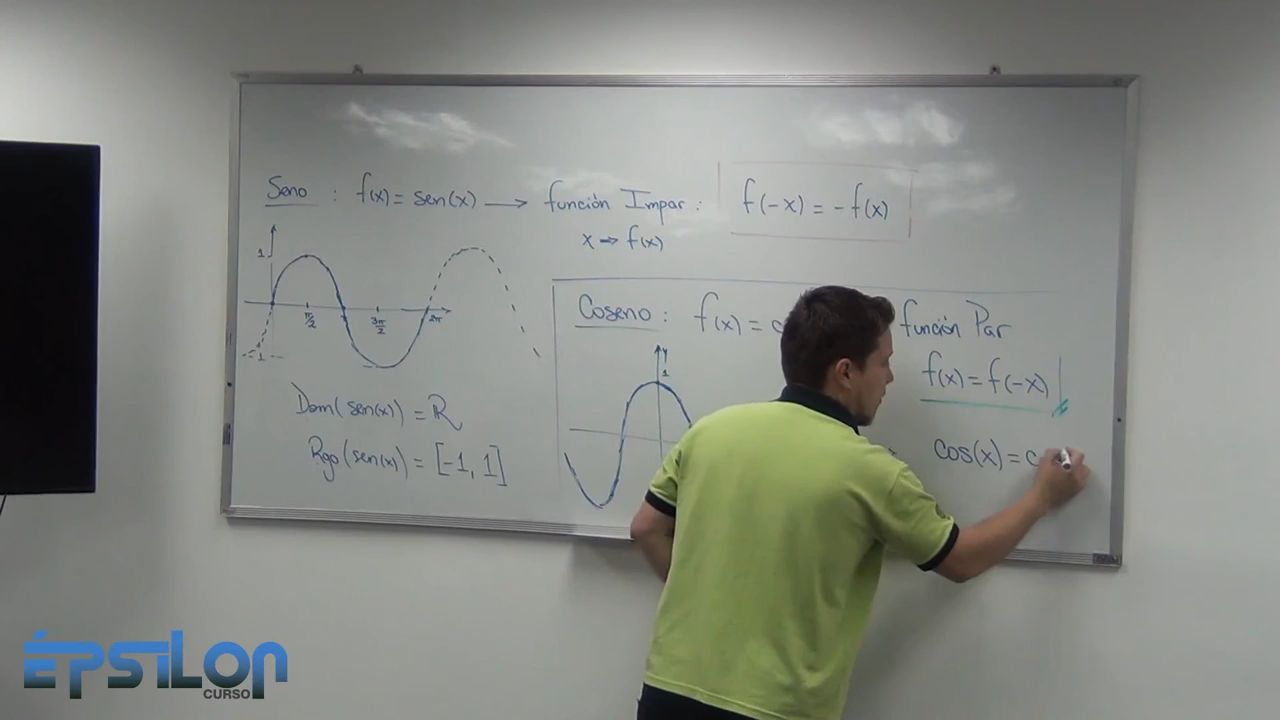 Seno : f(x) = sen(x) → función Impar : f(-x) = -f(x)
x → f(x)
1
π/2
3π/2
2π
-1
Dom(sen(x)) = ℝ
Rgo(sen(x)) = [-1, 1]
Coseno : f(x) = c
función Par
f(x) = f(-x)
y
1
cos(x) = c
ÉPSILON
CURSO